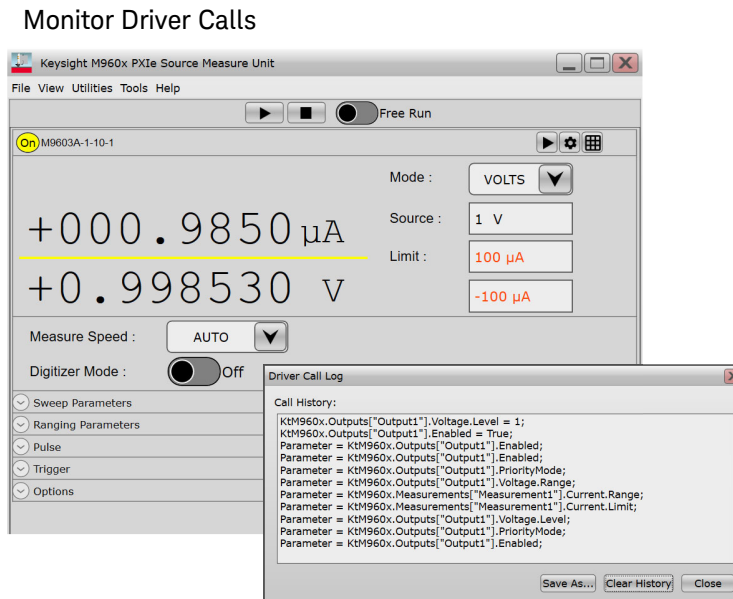 Monitor Driver Calls
Keysight M960x PXIe Source Measure Unit
File View Utilities Tools Help
Free Run
On M9603A-1-10-1
Mode : VOLTS
+000.9850 µA
Source : 1 V
Limit : 100 µA
+0.998530 V
-100 µA
Measure Speed : AUTO
Digitizer Mode : Off
Sweep Parameters
Ranging Parameters
Pulse
Trigger
Options
Driver Call Log
Call History:
KtM960x.Outputs["Output1"].Voltage.Level = 1;
KtM960x.Outputs["Output1"].Enabled = True;
Parameter = KtM960x.Outputs["Output1"].Enabled;
Parameter = KtM960x.Outputs["Output1"].Enabled;
Parameter = KtM960x.Outputs["Output1"].PriorityMode;
Parameter = KtM960x.Outputs["Output1"].Voltage.Range;
Parameter = KtM960x.Measurements["Measurement1"].Current.Range;
Parameter = KtM960x.Measurements["Measurement1"].Current.Limit;
Parameter = KtM960x.Outputs["Output1"].Voltage.Level;
Parameter = KtM960x.Outputs["Output1"].PriorityMode;
Parameter = KtM960x.Outputs["Output1"].Enabled;
Save As... Clear History Close